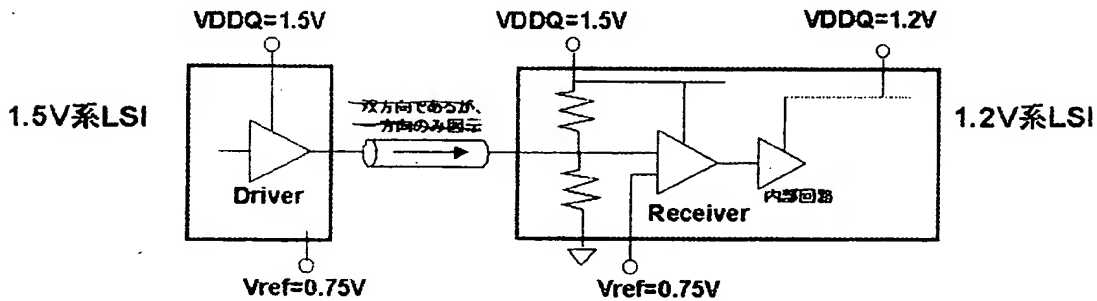 VDDQ=1.5V
VDDQ=1.5V
VDDQ=1.2V
1.5V系LSI
双方向であるが、
一方向のみ図示
1.2V系LSI
Driver
Receiver
内部回路
Vref=0.75V
Vref=0.75V